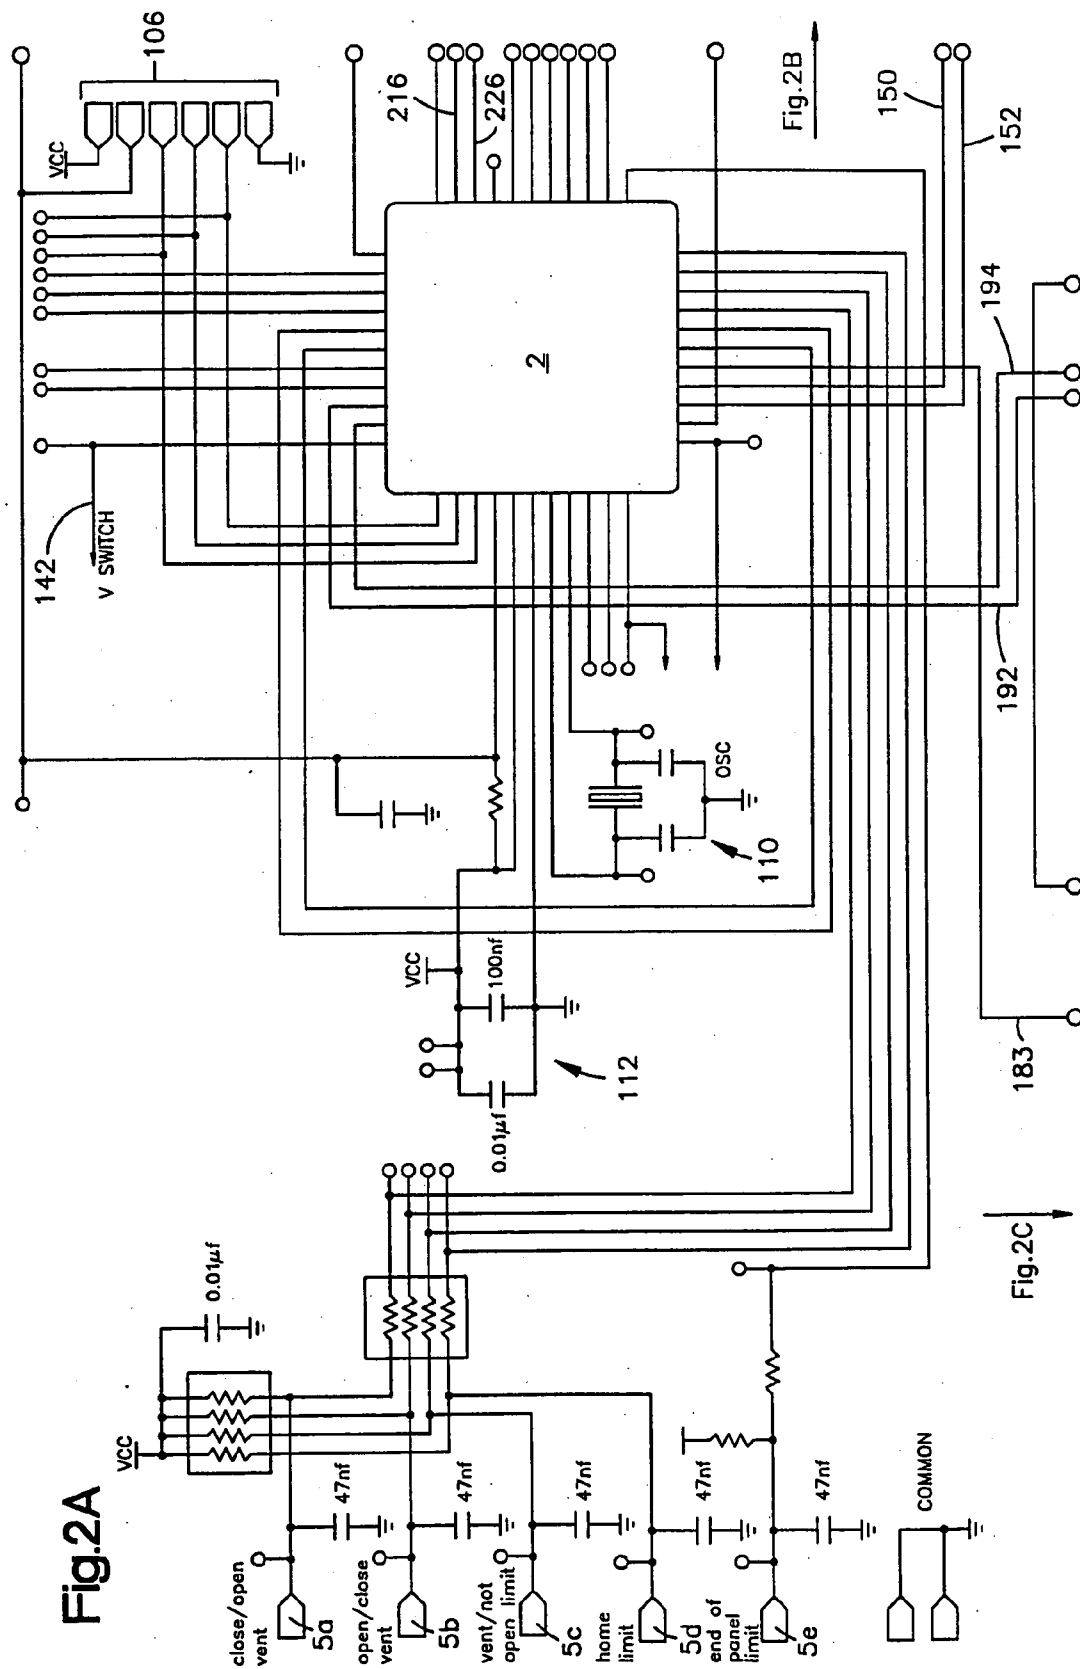 Fig.2A
VCC
0.01µf
close/open
vent
5a
47nf
open/close
vent
5b
47nf
vent/not
open limit
5c
47nf
home
limit
5d
47nf
end of
panel limit
5e
47nf
COMMON
Fig.2C
VCC
100nf
0.01µf
112
OSC
110
183
192
194
142
V SWITCH
2
VCC
106
216
226
Fig.2B
150
152